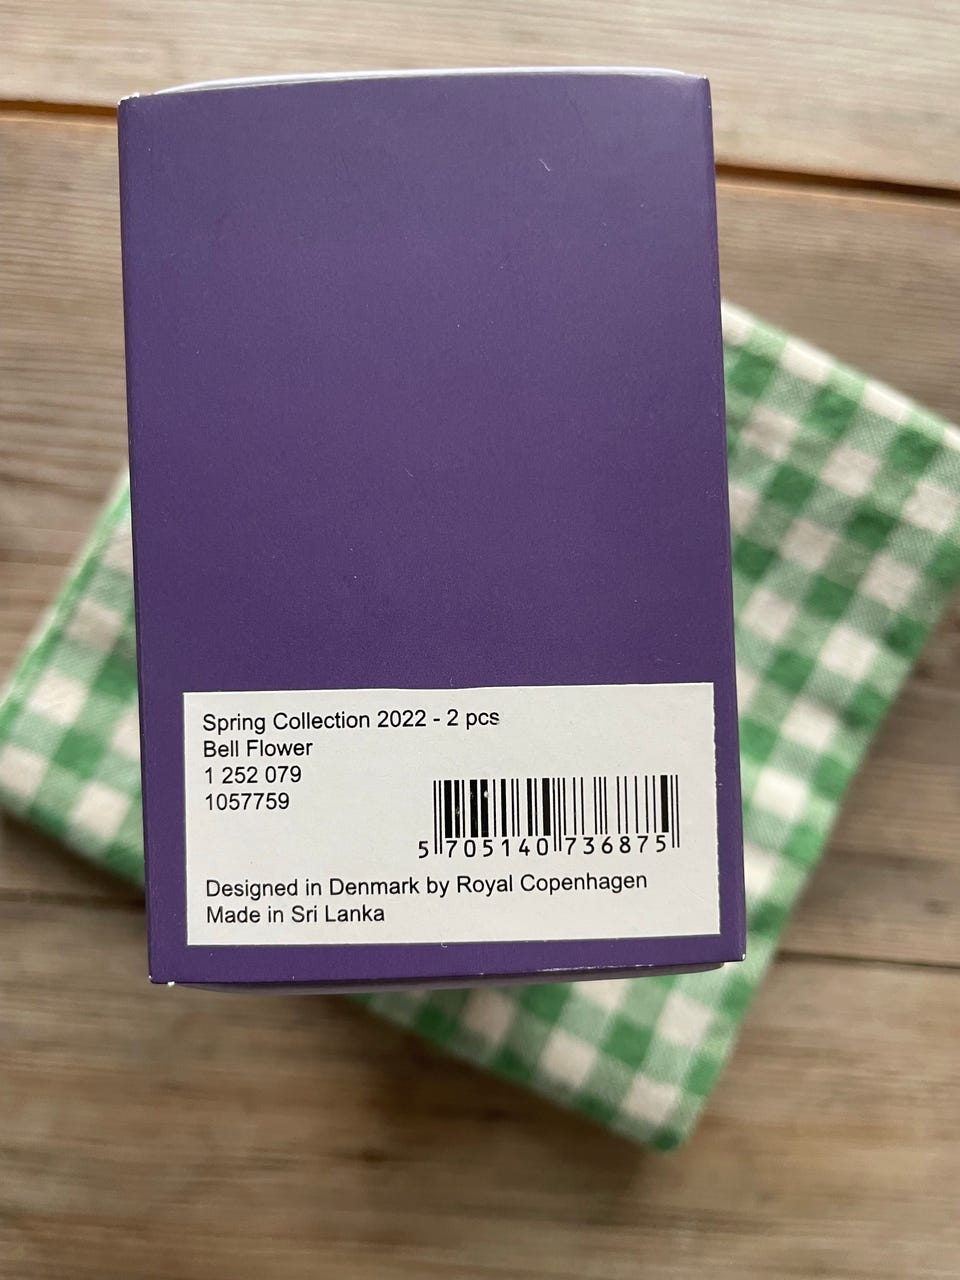 Spring Collection 2022 - 2 pcs
Bell Flower
1 252 079
1057759
5 705140 736875
Designed in Denmark by Royal Copenhagen
Made in Sri Lanka